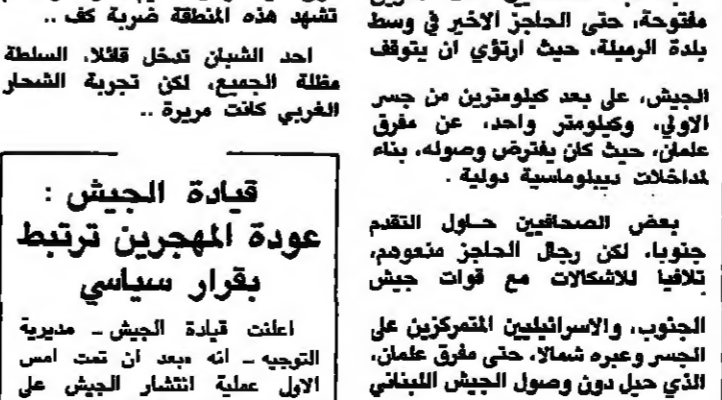 مفتوحة، حتى الحاجز الاخير في وسط
بلدة الرميلة، حيث ارتؤي ان يتوقف
الجيش، على بعد كيلومترين من جسر
الاولي، وكيلومتر واحد، عن مفرق
علمان، حيث كان يفترض وصوله، بناء
لمداخلات ديبلوماسية دولية .
بعض الصحافيين حاول التقدم
جنوبا، لكن رجال الحاجز منعوهم،
تلافيا للاشكالات مع قوات جيش
الجنوب، والاسرائيليين المتمركزين على
الجسر وعبره شمالا، حتى مفرق علمان،
الذي حيل دون وصول الجيش اللبناني
تشهد هذه المنطقة ضربة كف ..
احد الشبان تدخل قائلا، السلطة
مظلة الجميع، لكن تجربة الشحار
الغربي كانت مريرة ..
قيادة الجيش :
عودة المهجرين ترتبط
بقرار سياسي
اعلنت قيادة الجيش ـ مديرية
التوجيه ـ انه «بعد ان تمت امس
الاول عملية انتشار الجيش على